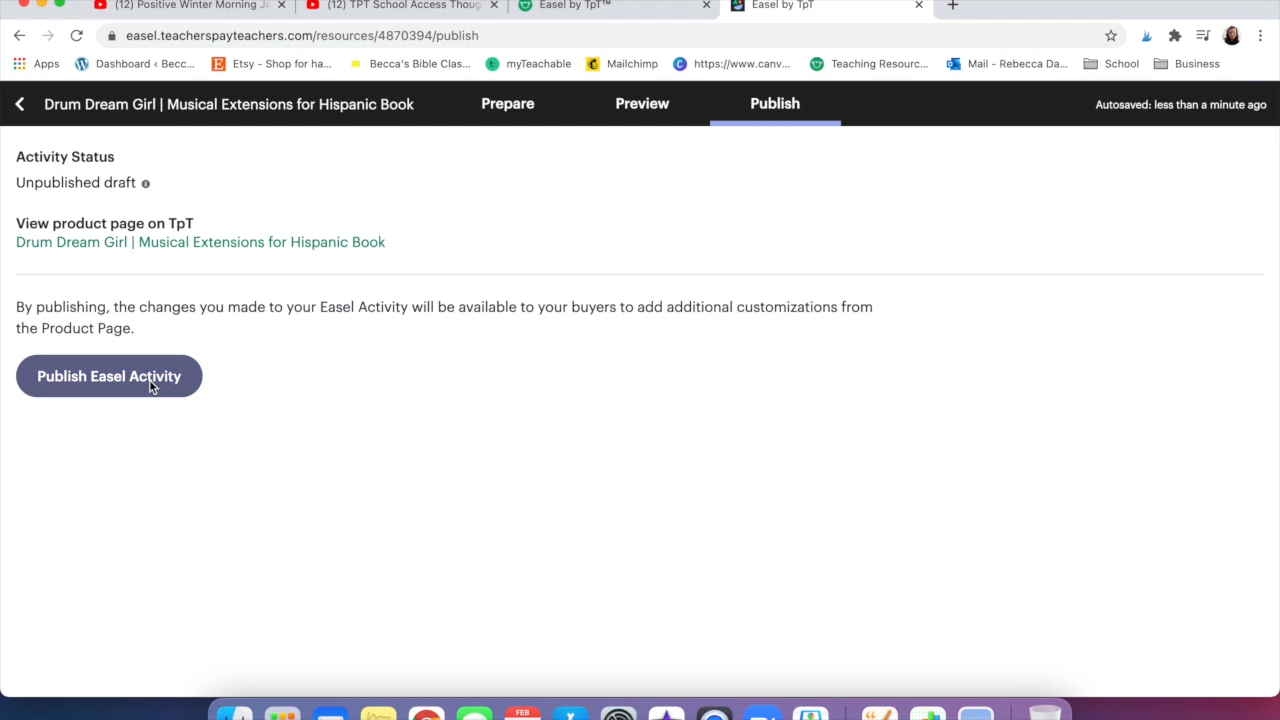 (12) Positive Winter Morning Ja
(12) TPT School Access Thoug
Easel by TpT™
Easel by TpT
easel.teacherspayteachers.com/resources/4870394/publish
Apps
Dashboard ‹ Becc...
Etsy - Shop for ha...
Becca's Bible Clas...
myTeachable
Mailchimp
https://www.canv...
Teaching Resourc...
Mail - Rebecca Da...
School
Business
Drum Dream Girl | Musical Extensions for Hispanic Book
Prepare
Preview
Publish
Autosaved: less than a minute ago
Activity Status
Unpublished draft
View product page on TpT
Drum Dream Girl | Musical Extensions for Hispanic Book
By publishing, the changes you made to your Easel Activity will be available to your buyers to add additional customizations from
the Product Page.
Publish Easel Activity
FEB